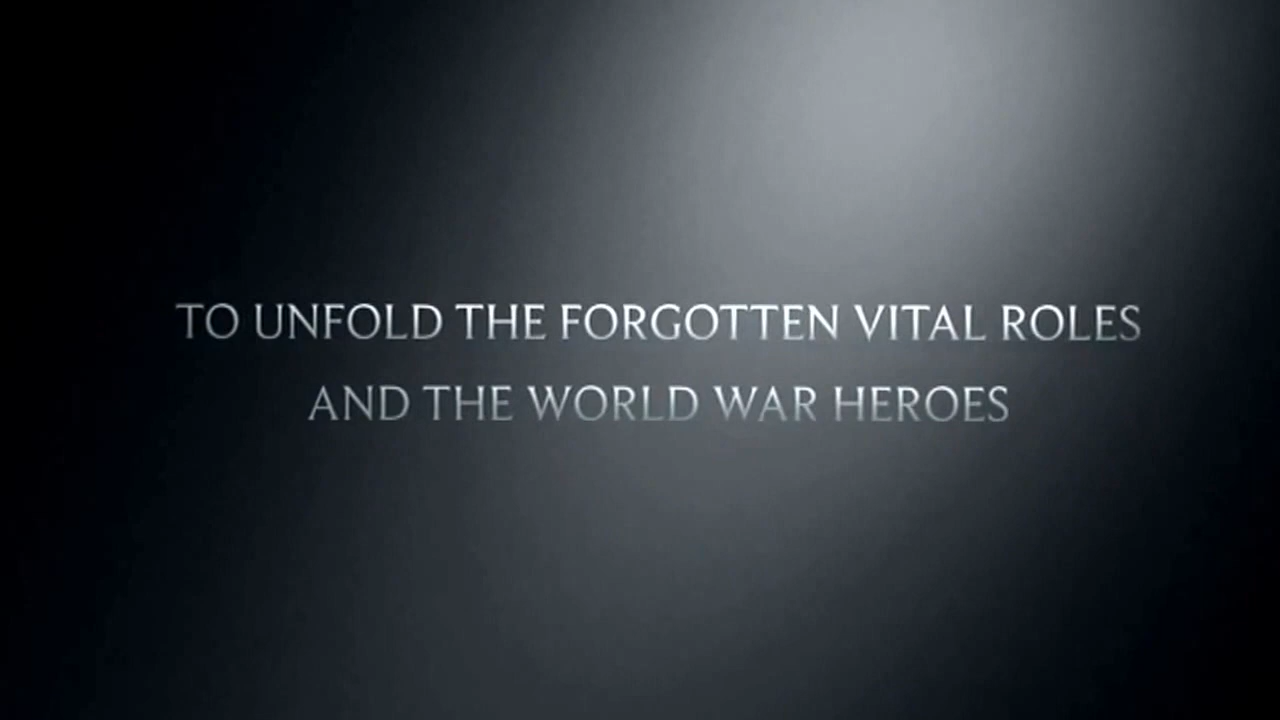 TO UNFOLD THE FORGOTTEN VITAL ROLES
AND THE WORLD WAR HEROES